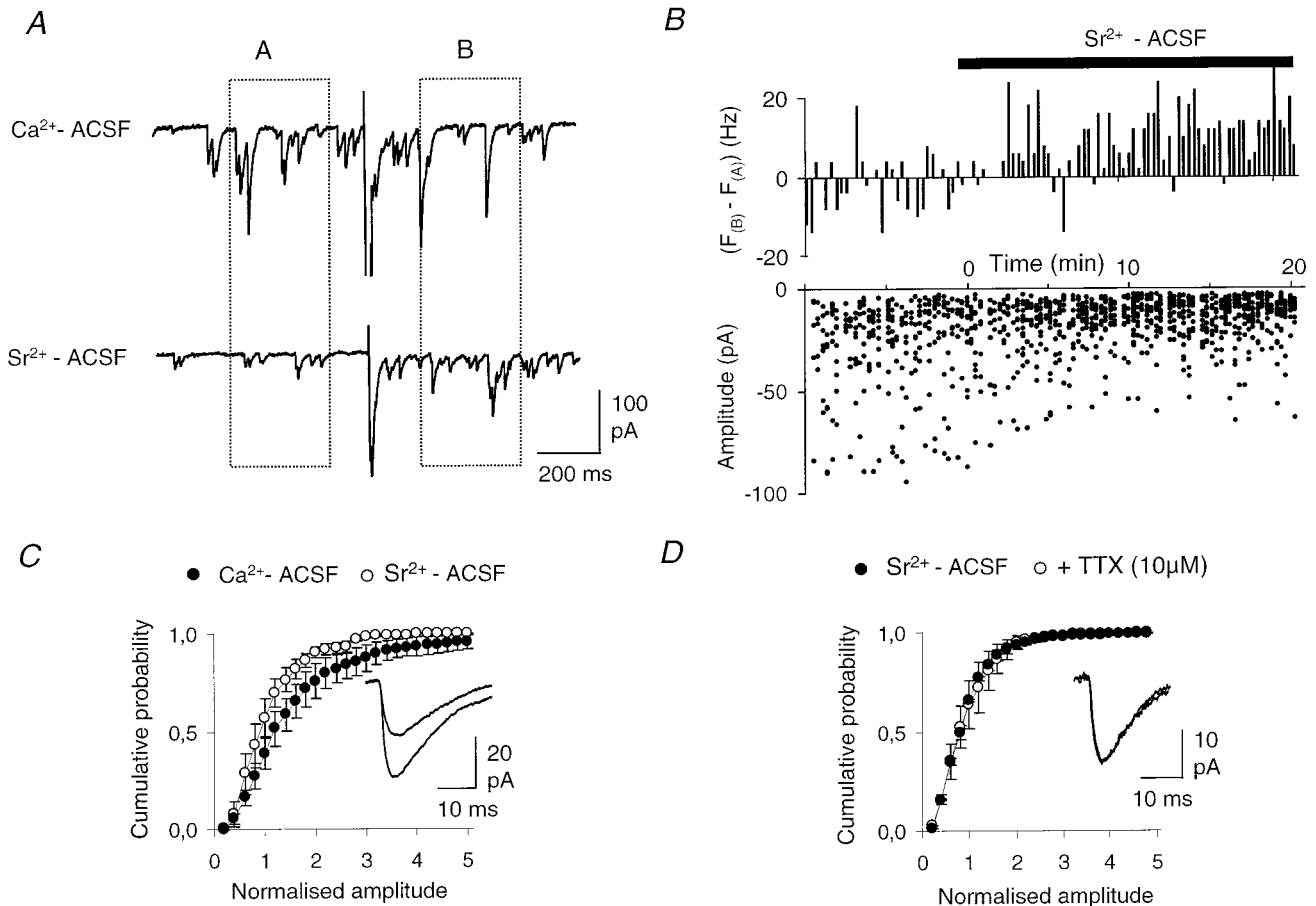 A
A
B
Ca²⁺- ACSF
Sr²⁺ - ACSF
100
pA
200 ms
B
Sr²⁺ - ACSF
(F(B) - F(A)) (Hz)
20
0
-20
Time (min)
0
10
20
Amplitude (pA)
0
-50
-100
C
Ca²⁺- ACSF
Sr²⁺ - ACSF
Cumulative probability
1,0
0,5
0,0
20
pA
10 ms
0 1 2 3 4 5
Normalised amplitude
D
Sr²⁺ - ACSF
+ TTX (10µM)
Cumulative probability
1,0
0,5
0,0
10
pA
10 ms
0 1 2 3 4 5
Normalised amplitude